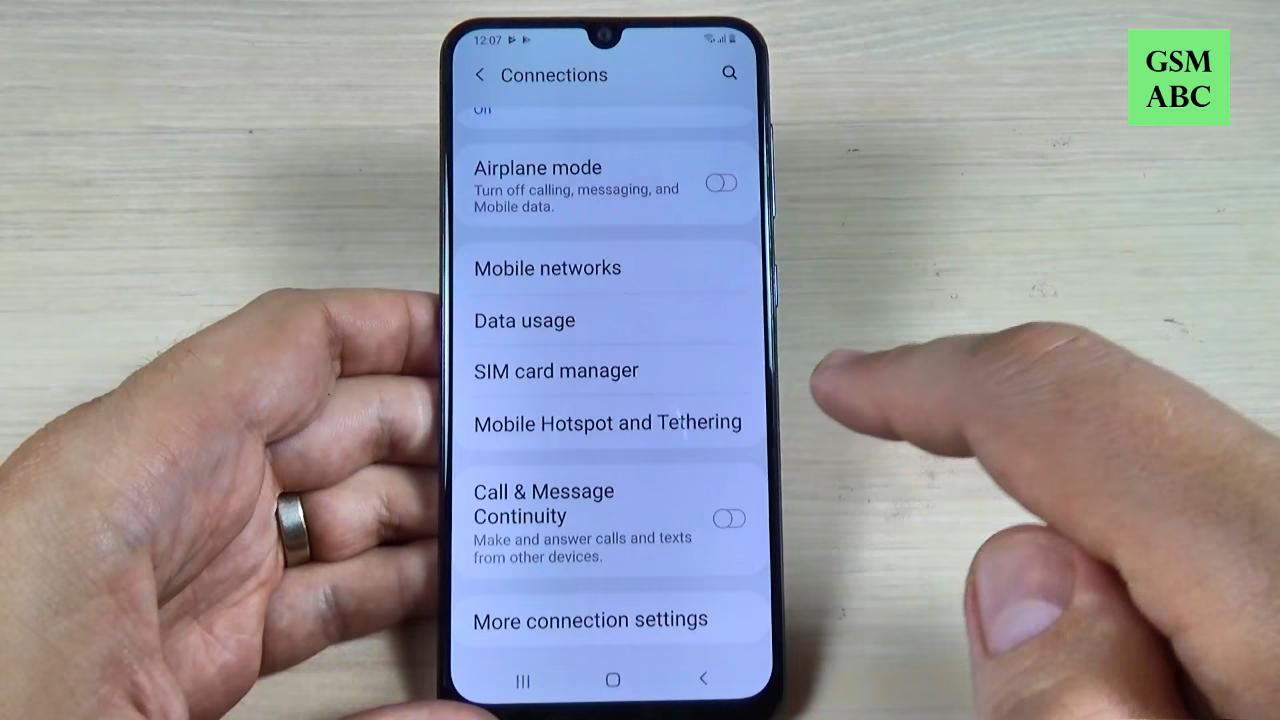 12:07
GSM
ABC
Connections
Airplane mode
Turn off calling, messaging, and
Mobile data.
Mobile networks
Data usage
SIM card manager
Mobile Hotspot and Tethering
Call & Message
Continuity
Make and answer calls and texts
from other devices.
More connection settings